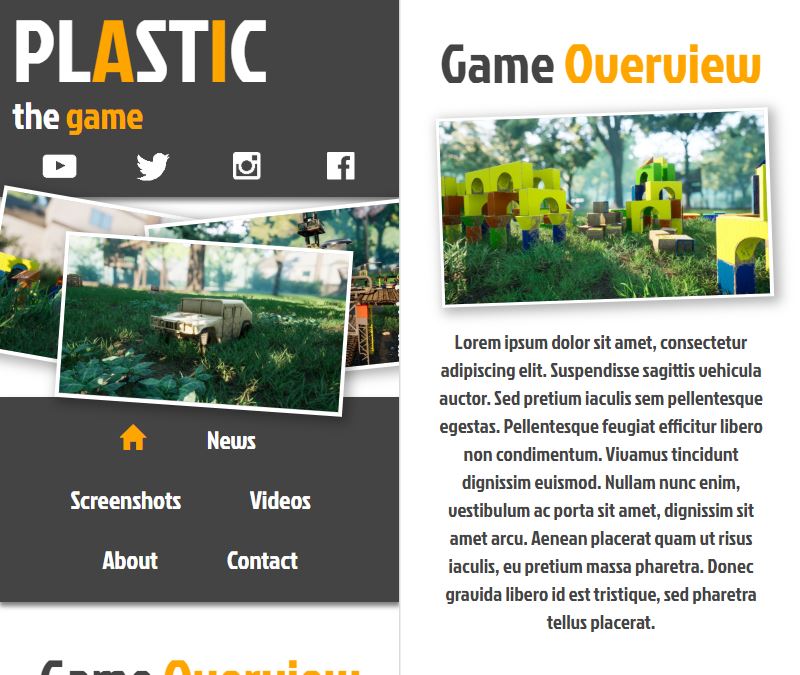 PLASTIC
the game
News
Screenshots Videos
About Contact
Game Overview
Game Overview
Lorem ipsum dolor sit amet, consectetur
adipiscing elit. Suspendisse sagittis vehicula
auctor. Sed pretium iaculis sem pellentesque
egestas. Pellentesque feugiat efficitur libero
non condimentum. Vivamus tincidunt
dignissim euismod. Nullam nunc enim,
vestibulum ac porta sit amet, dignissim sit
amet arcu. Aenean placerat quam ut risus
iaculis, eu pretium massa pharetra. Donec
gravida libero id est tristique, sed pharetra
tellus placerat.